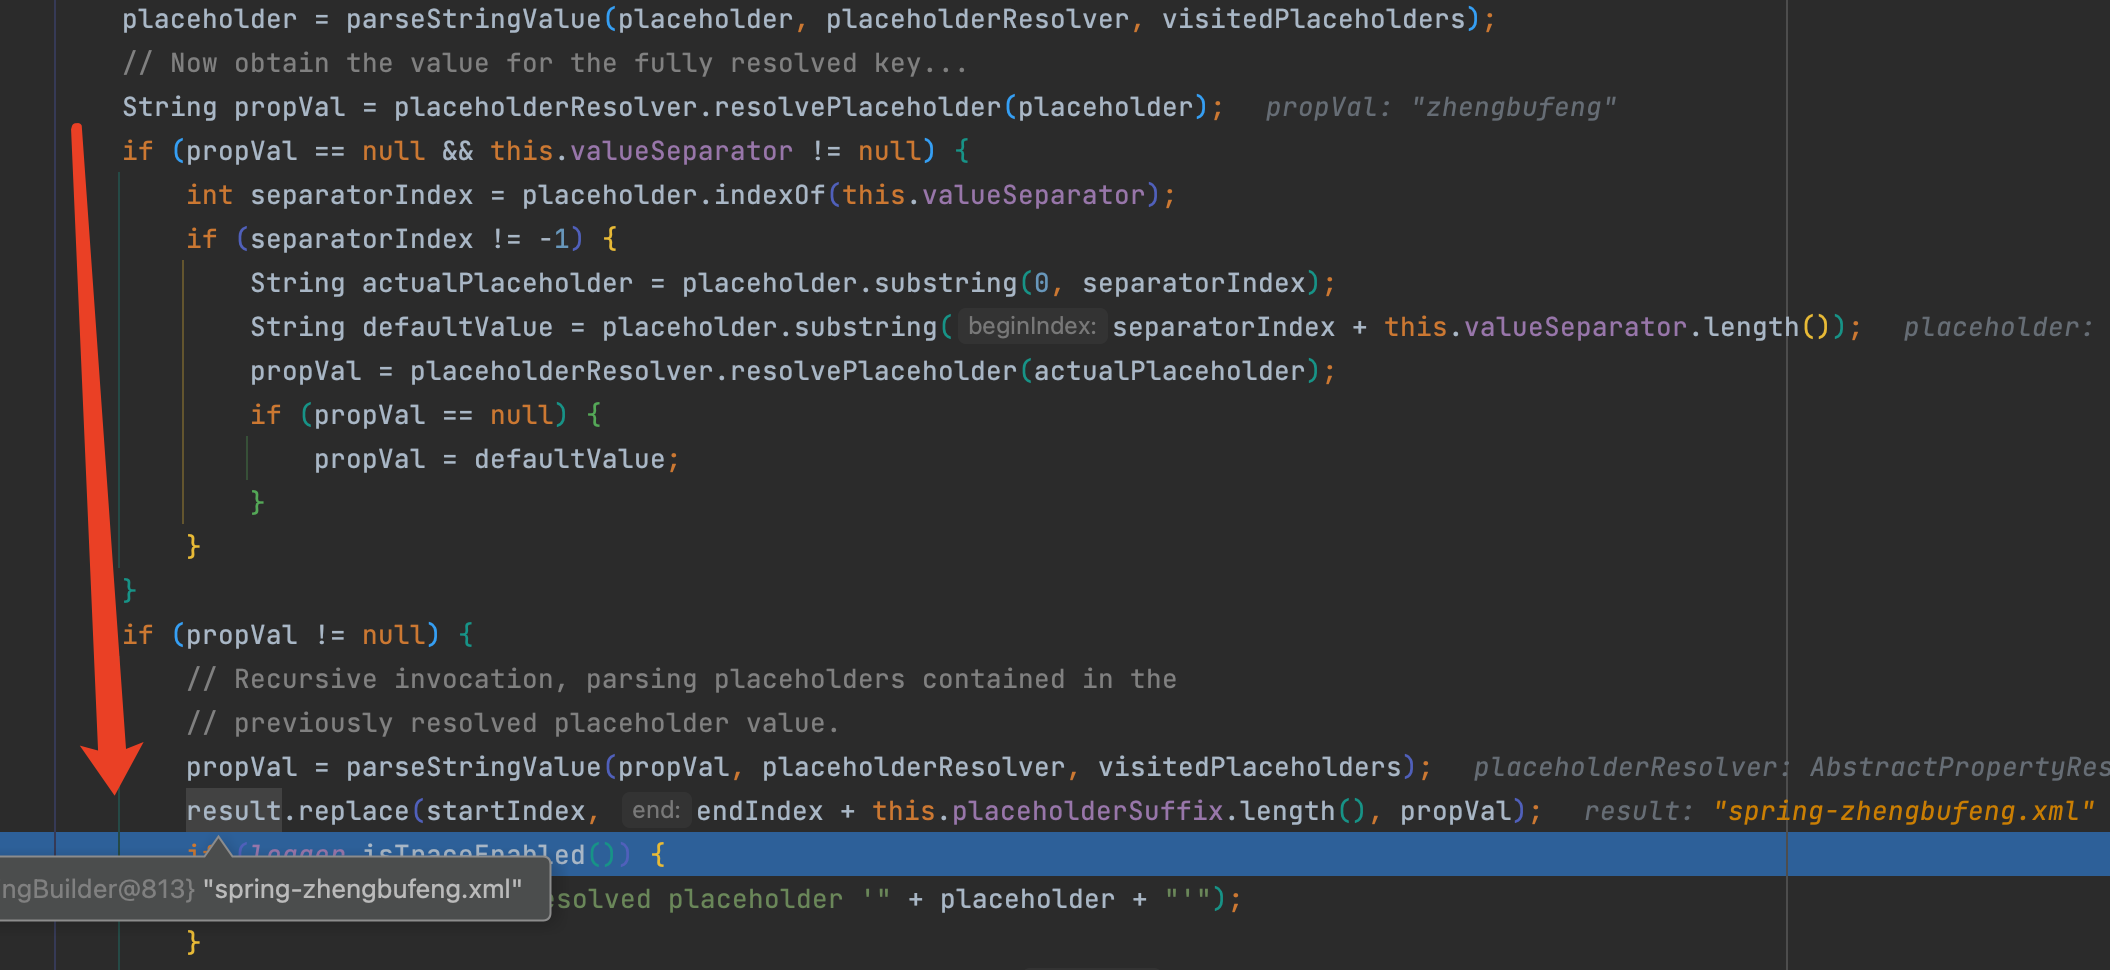 placeholder = parseStringValue(placeholder, placeholderResolver, visitedPlaceholders);
// Now obtain the value for the fully resolved key...
String propVal = placeholderResolver.resolvePlaceholder(placeholder); propVal: "zhengbufeng"
if (propVal == null && this.valueSeparator != null) {
int separatorIndex = placeholder.indexOf(this.valueSeparator);
if (separatorIndex != -1) {
String actualPlaceholder = placeholder.substring(0, separatorIndex);
String defaultValue = placeholder.substring( beginIndex: separatorIndex + this.valueSeparator.length()); placeholder:
propVal = placeholderResolver.resolvePlaceholder(actualPlaceholder);
if (propVal == null) {
propVal = defaultValue;
}
}
}
if (propVal != null) {
// Recursive invocation, parsing placeholders contained in the
// previously resolved placeholder value.
propVal = parseStringValue(propVal, placeholderResolver, visitedPlaceholders); placeholderResolver: AbstractPropertyRes
result.replace(startIndex, end: endIndex + this.placeholderSuffix.length(), propVal); result: "spring-zhengbufeng.xml"
if (logger.isTraceEnabled()) {
ngBuilder@813} "spring-zhengbufeng.xml"
esolved placeholder '" + placeholder + "'");
}